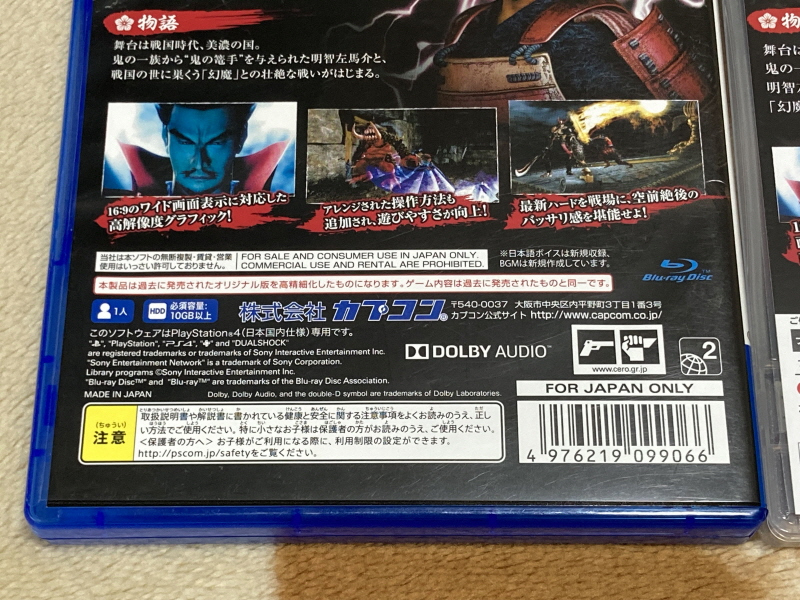 物語
舞台は戦国時代、美濃の国。
鬼の一族から"鬼の篭手"を与えられた明智左馬介と、
戦国の世に巣くう「幻魔」との壮絶な戦いがはじまる。
16:9のワイド画面表示に対応した
高解像度グラフィック!
アレンジされた操作方法も
追加され、遊びやすさが向上!
最新ハードを戦場に、空前絶後の
バッサリ感を堪能せよ!
当社は本ソフトの無断複製・賃貸・営業
使用はいっさい許可しておりません。
FOR SALE AND CONSUMER USE IN JAPAN ONLY.
COMMERCIAL USE AND RENTAL ARE PROHIBITED.
※日本語ボイスは新規収録、
BGMは新規作成しています。
Blu-ray Disc™
本製品は過去に発売されたオリジナル版を高精細化したものになります。ゲーム内容は過去に発売されたものと同一です。
1人
HDD 必須容量:
10GB以上
株式会社 カプコン®
〒540-0037 大阪市中央区内平野町3丁目1番3号
カプコン公式サイト http://www.capcom.co.jp/
このソフトウェアはPlayStation®4(日本国内仕様)専用です。
", "PlayStation", "PS4", " " and "DUALSHOCK"
are registered trademarks or trademarks of Sony Interactive Entertainment Inc.
"Sony Entertainment Network" is a trademark of Sony Corporation.
Library programs ©Sony Interactive Entertainment Inc.
"Blu-ray Disc™" and "Blu-ray™" are trademarks of the Blu-ray Disc Association.
DOLBY AUDIO™
www.cero.gr.jp
2
MADE IN JAPAN
Dolby, Dolby Audio, and the double-D symbol are trademarks of Dolby Laboratories.
FOR JAPAN ONLY
(ちゅうい)
注意
取扱説明書や解説書に書かれている健康と安全に関する注意事項をよくお読みのうえ、正し
い方法でご使用ください。特に小さなお子様は保護者の方がお読みのうえ、ご使用ください。
<保護者の方へ> お子様がご利用になる際に、利用制限の設定ができます。
http://pscom.jp/safetyをご覧ください。
4 976219 099066
物
舞台は
鬼の一
戦国
「幻魔